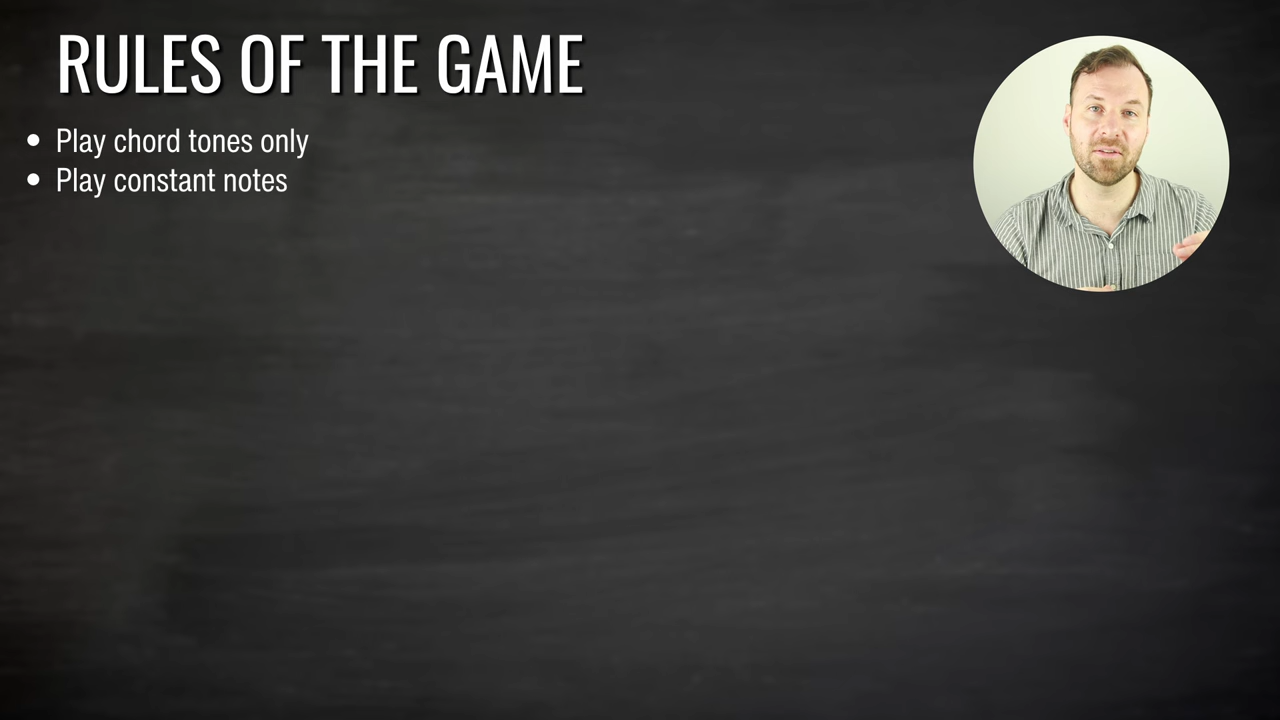 RULES OF THE GAME
• Play chord tones only
• Play constant notes